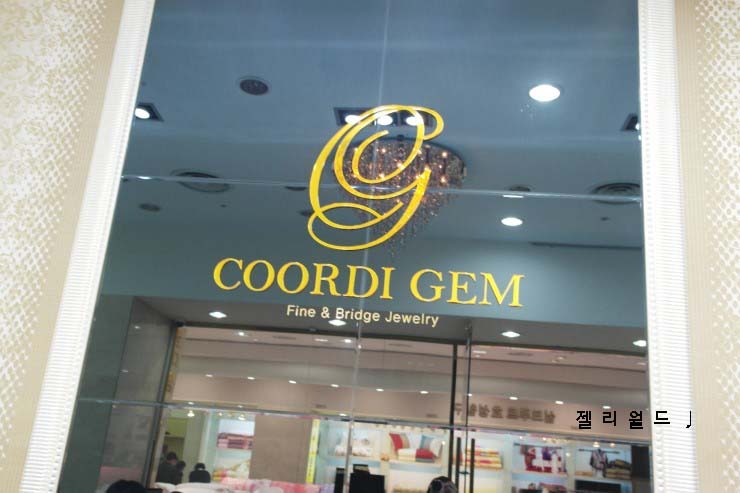 COORDI GEM
Fine & Bridge Jewelry
젤리월드 J